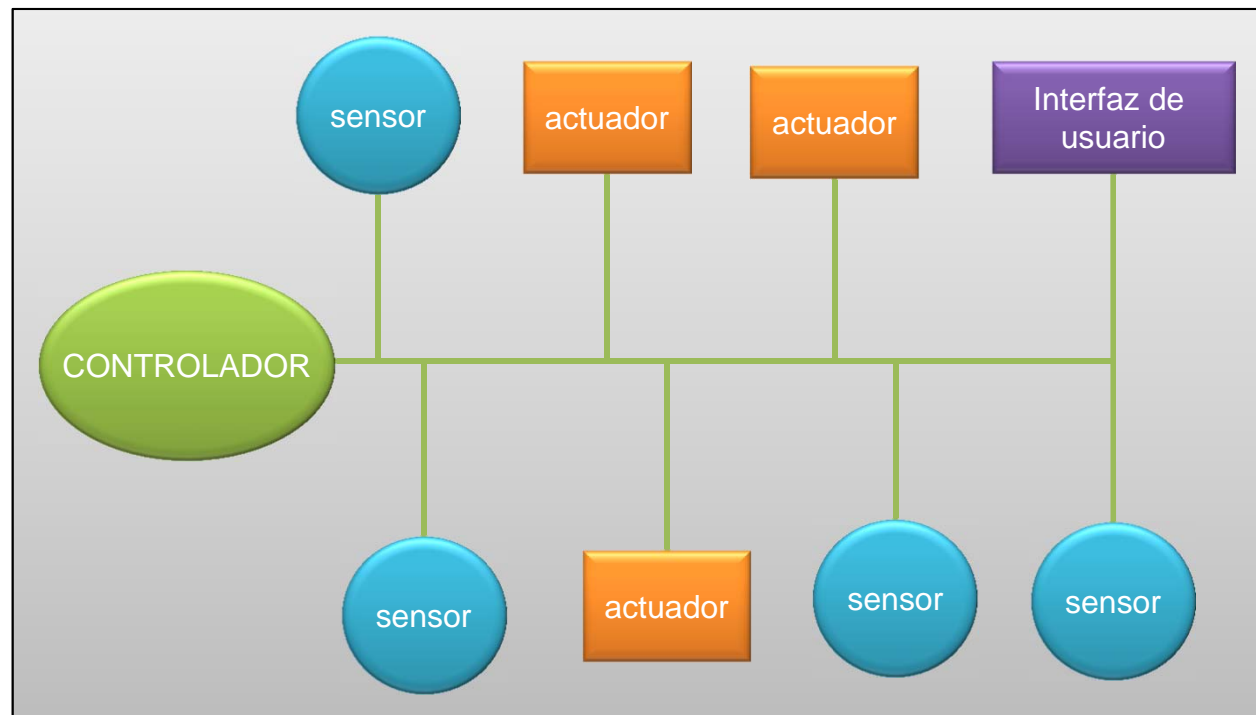 sensor
actuador
actuador
Interfaz de
usuario
CONTROLADOR
sensor
actuador
sensor
sensor